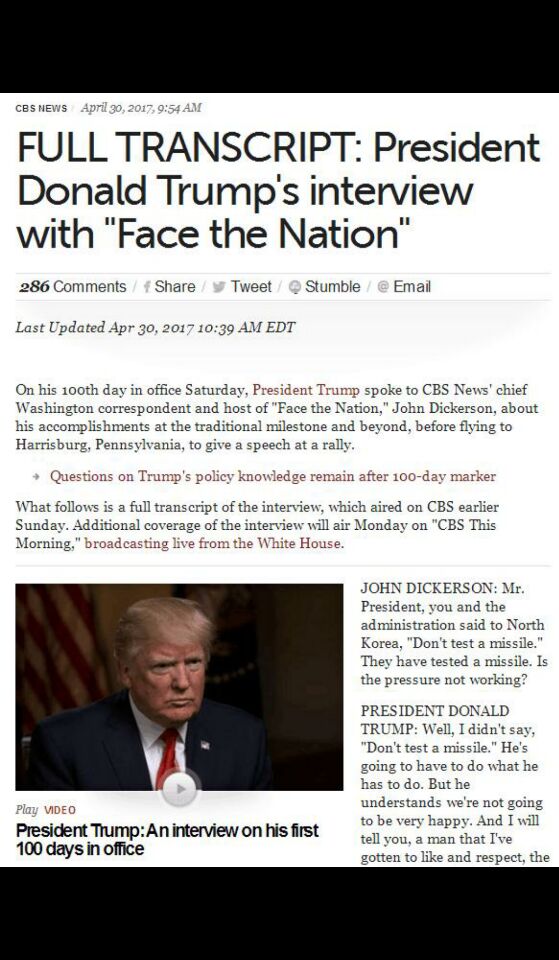 CBS NEWS / April 30, 2017, 9:54 AM
FULL TRANSCRIPT: President
Donald Trump's interview
with "Face the Nation"
286 Comments / f Share / Tweet / Stumble / @ Email
Last Updated Apr 30, 2017 10:39 AM EDT
On his 100th day in office Saturday, President Trump spoke to CBS News' chief
Washington correspondent and host of "Face the Nation," John Dickerson, about
his accomplishments at the traditional milestone and beyond, before flying to
Harrisburg, Pennsylvania, to give a speech at a rally.
Questions on Trump's policy knowledge remain after 100-day marker
What follows is a full transcript of the interview, which aired on CBS earlier
Sunday. Additional coverage of the interview will air Monday on "CBS This
Morning," broadcasting live from the White House.
Play VIDEO
President Trump: An interview on his first
100 days in office
JOHN DICKERSON: Mr.
President, you and the
administration said to North
Korea, "Don't test a missile."
They have tested a missile. Is
the pressure not working?
PRESIDENT DONALD
TRUMP: Well, I didn't say,
"Don't test a missile." He's
going to have to do what he
has to do. But he
understands we're not going
to be very happy. And I will
tell you, a man that I've
gotten to like and respect, the